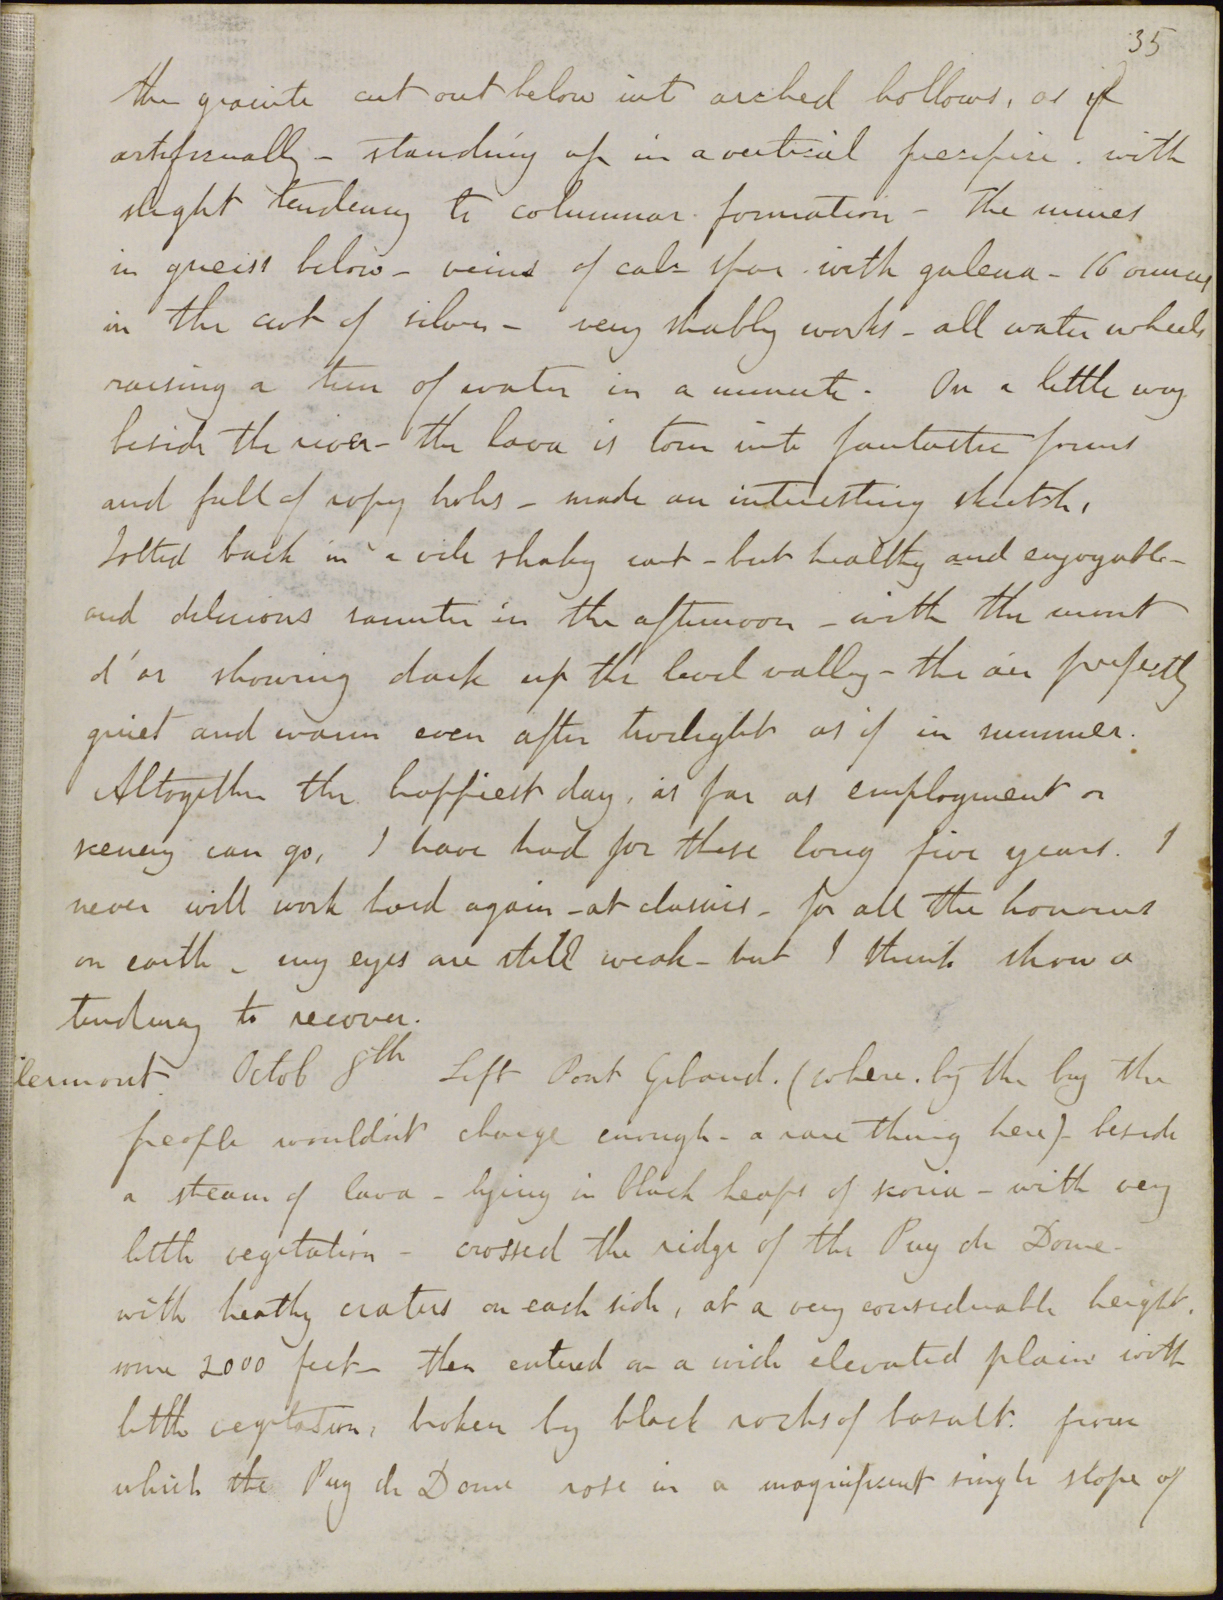 35
the granite cut out below into arched hollows, as if
artificially - standing up in a vertical precipice. with
slight tendency to columnar formation - The mines
in gneiss below - veins of calc spar with galena - 16 ounces
in the cwt of silver - very shabby works - all water wheels
raising a tun of water in a minute - On a little way
beside the river - the lava is torn into fantastic forms
and full of ropy holes - made an interesting sketch,
Jolted back in a vile shaky cart - but healthy and enjoyable -
and delicious saunter in the afternoon - with the mont
d'or showing dark up the level valley - the air perfectly
quiet and warm even after twilight as if in summer.
Altogether the happiest day, as far as employment or
scenery can go, I have had for these long five years. I
never will work hard again - at classics - for all the honours
on earth - my eyes are still weak - but I think show a
tendency to recover.
Clermont. Octob 8th Left Pont Gibaud. (where. by the by the
people wouldn't charge enough - a rare thing here) - beside
a steam of lava - lying in black heaps of scoria - with very
little vegetation - crossed the ridge of the Puy de Dome -
with heathy craters on each side, at a very considerable height.
some 2000 feet - then entered on a wide elevated plain with
little vegetation, broken by black rocks of basalt. from
which the Puy de Dome rose in a magnificent single slope of